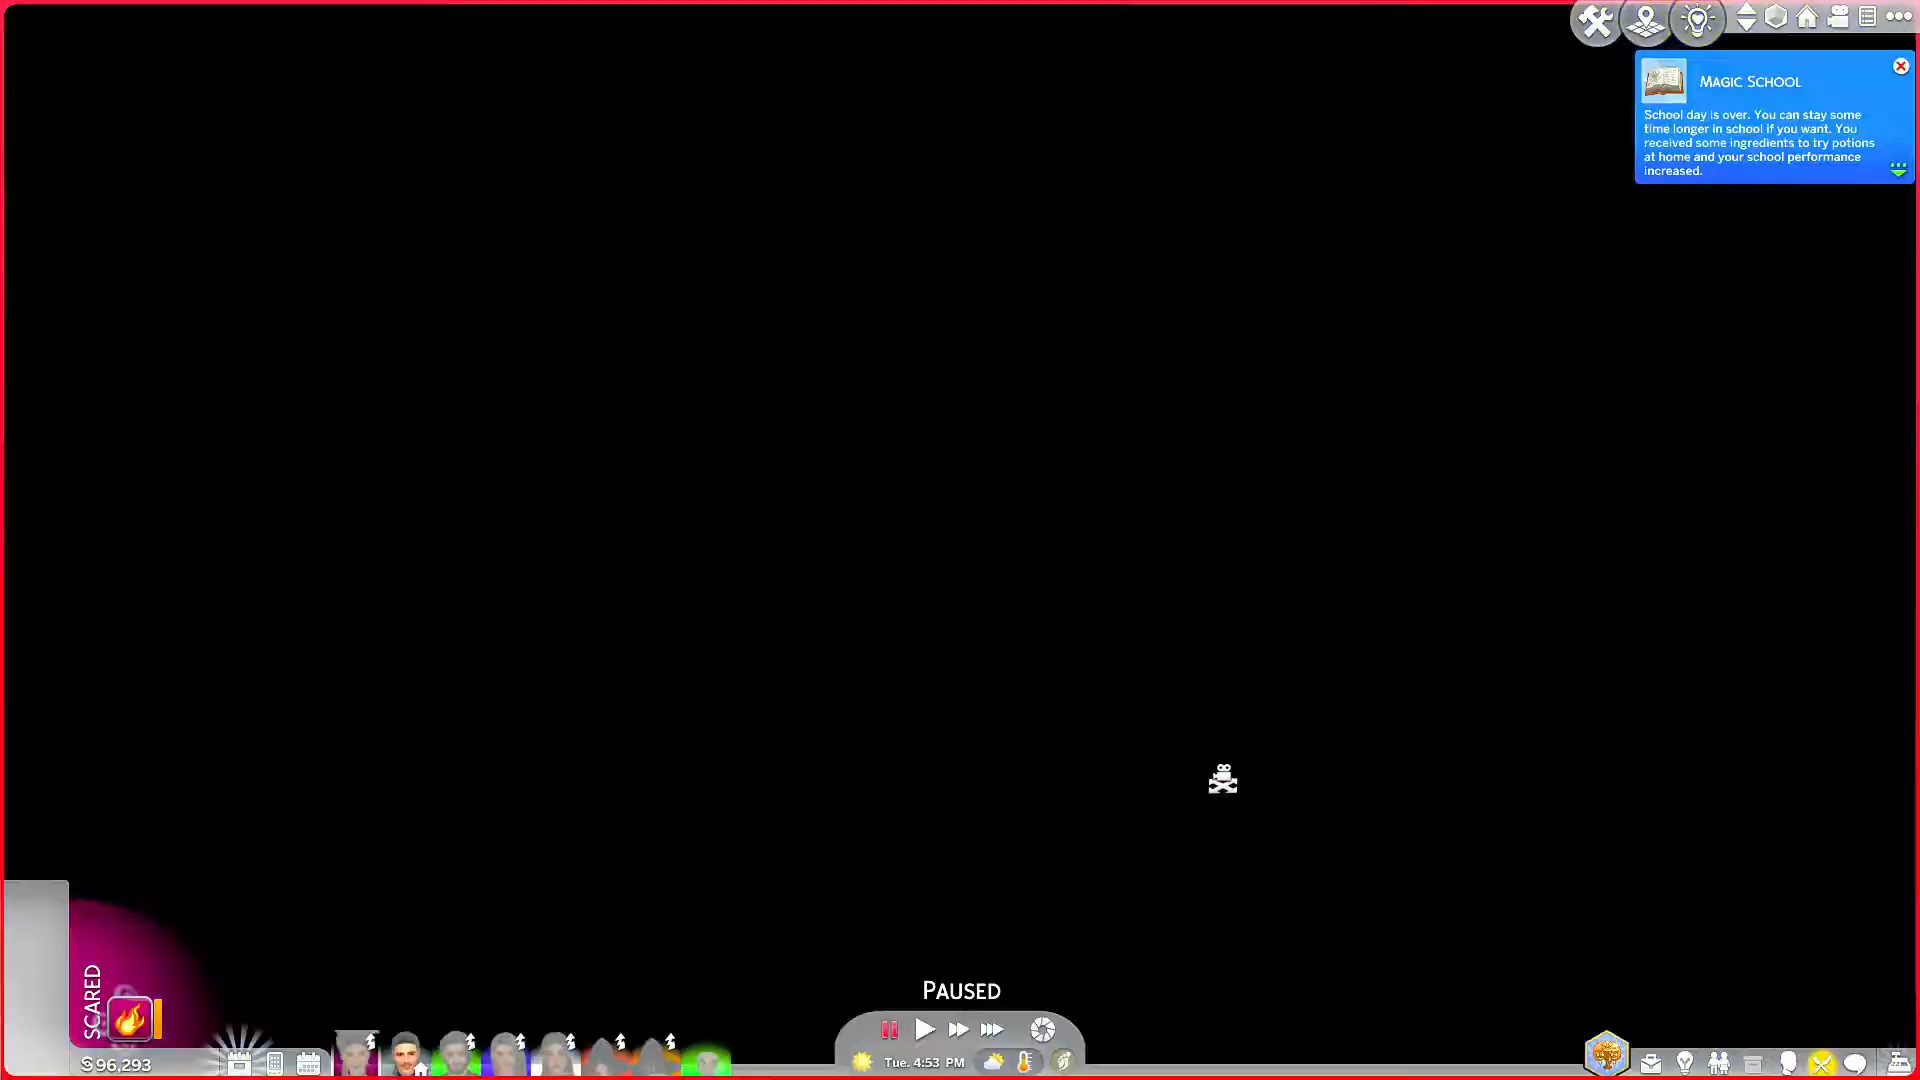 MAGIC SCHOOL
School day is over. You can stay some
time longer in school if you want. You
received some ingredients to try potions
at home and your school performance
increased.
PAUSED
SCARED
§96,293
Tue. 4:53 PM